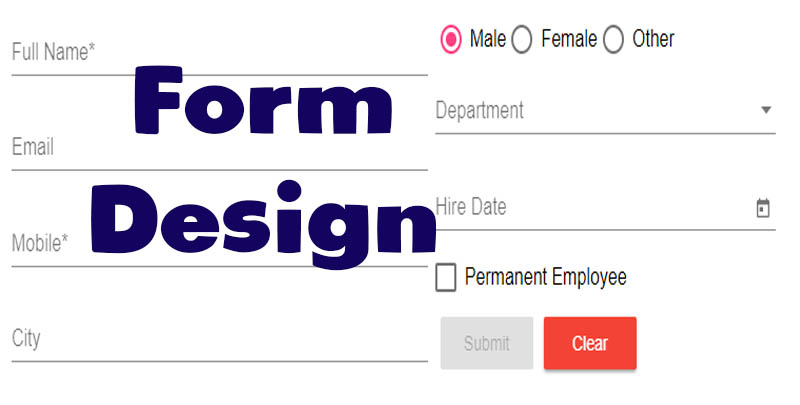 Full Name*
Email
Mobile*
City
Form
Design
Male Female Other
Department
Hire Date
Permanent Employee
Submit Clear